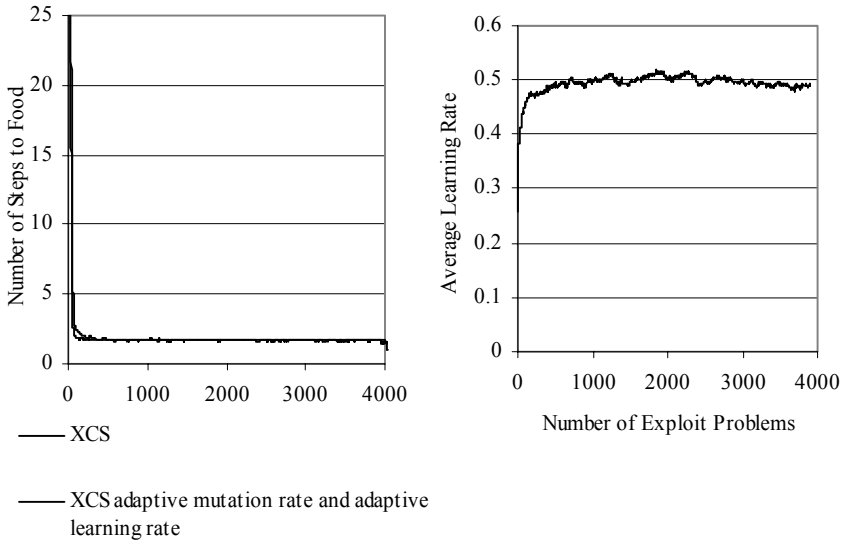 25
20
15
10
5
0
Number of Steps to Food
0 1000 2000 3000 4000
XCS
XCS adaptive mutation rate and adaptive
learning rate
0.6
0.5
0.4
0.3
0.2
0.1
0
Average Learning Rate
0 1000 2000 3000 4000
Number of Exploit Problems